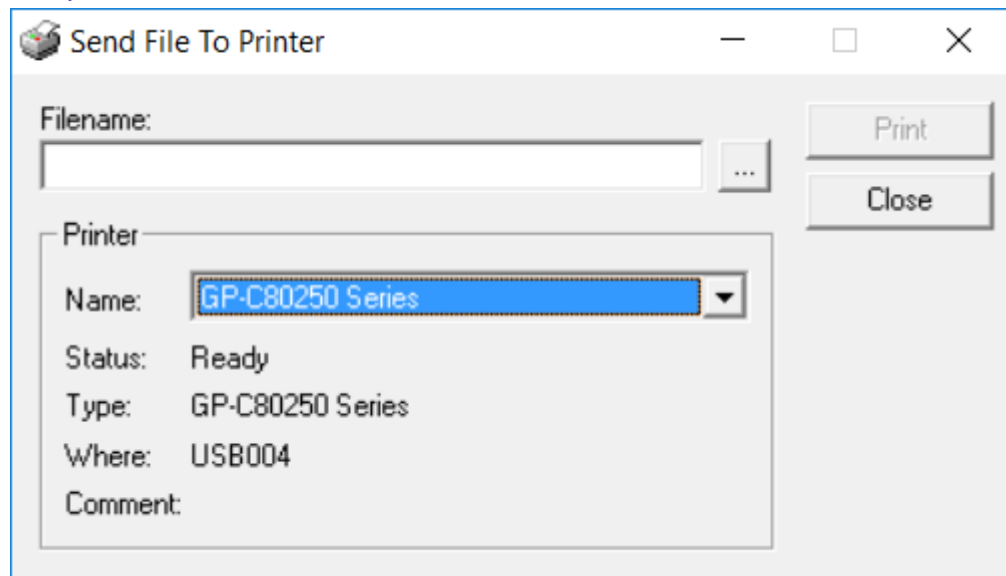 Send File To Printer
Filename:
Print
...
Close
Printer
Name: GP-C80250 Series
Status: Ready
Type: GP-C80250 Series
Where: USB004
Comment: